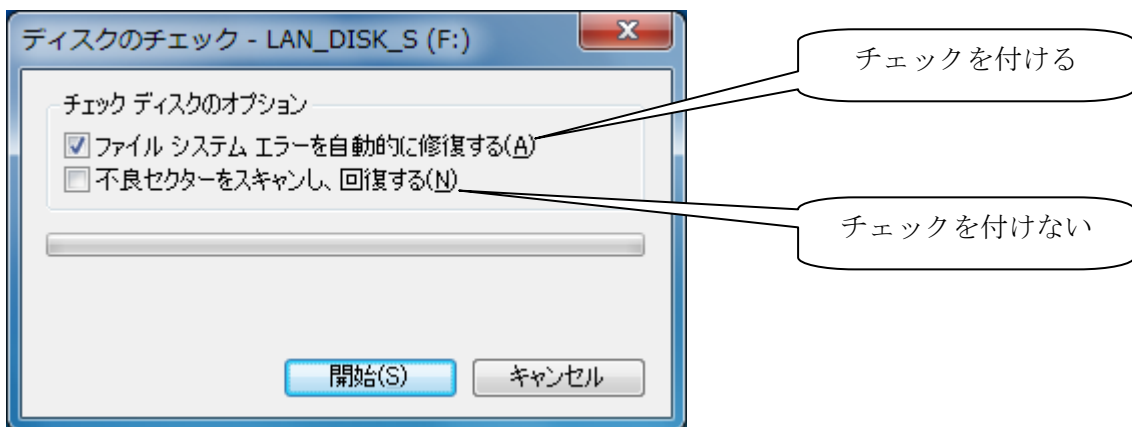 ディスクのチェック - LAN_DISK_S (F:)
チェックを付ける
チェック ディスクのオプション
ファイル システム エラーを自動的に修復する(A)
不良セクターをスキャンし、回復する(N)
チェックを付けない
開始(S)
キャンセル